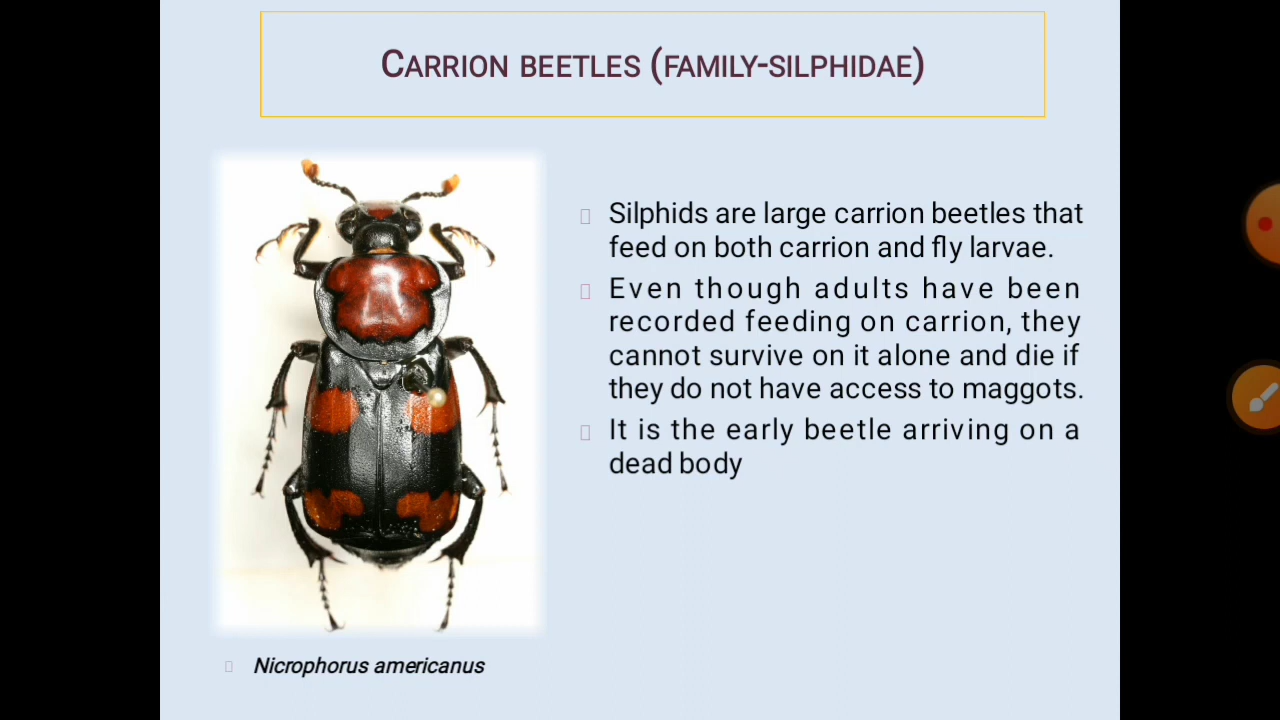 CARRION BEETLES (FAMILY-SILPHIDAE)
Silphids are large carrion beetles that
feed on both carrion and fly larvae.
Even though adults have been
recorded feeding on carrion, they
cannot survive on it alone and die if
they do not have access to maggots.
It is the early beetle arriving on a
dead body
Nicrophorus americanus